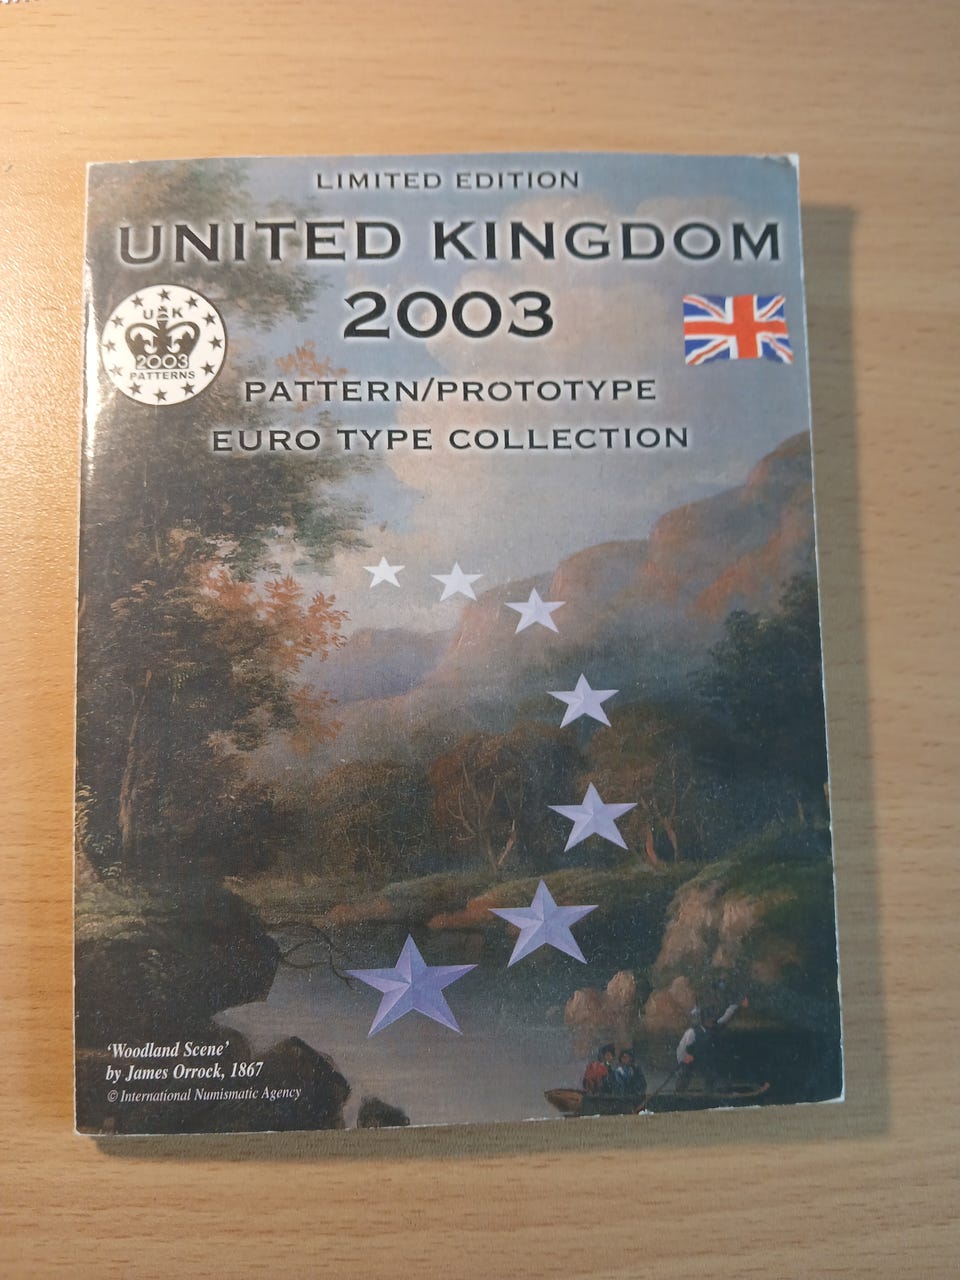 LIMITED EDITION
UNITED KINGDOM
2003
U K
2003
PATTERNS
PATTERN/PROTOTYPE
EURO TYPE COLLECTION
'Woodland Scene'
by James Orrock, 1867
© International Numismatic Agency